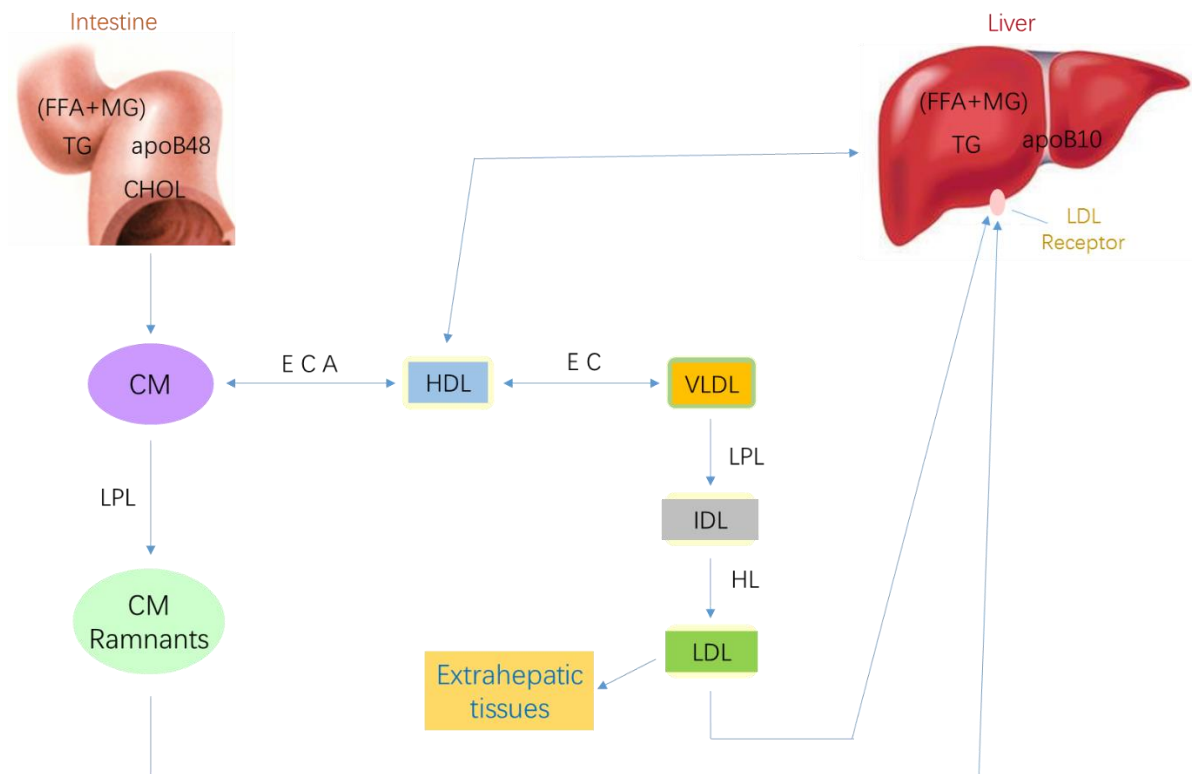 Intestine
Liver
(FFA+MG)
TG apoB48
CHOL
(FFA+MG)
TG apoB10
LDL
Receptor
CM
E C A
HDL
E C
VLDL
LPL
LPL
IDL
HL
CM
Ramnants
LDL
Extrahepatic
tissues